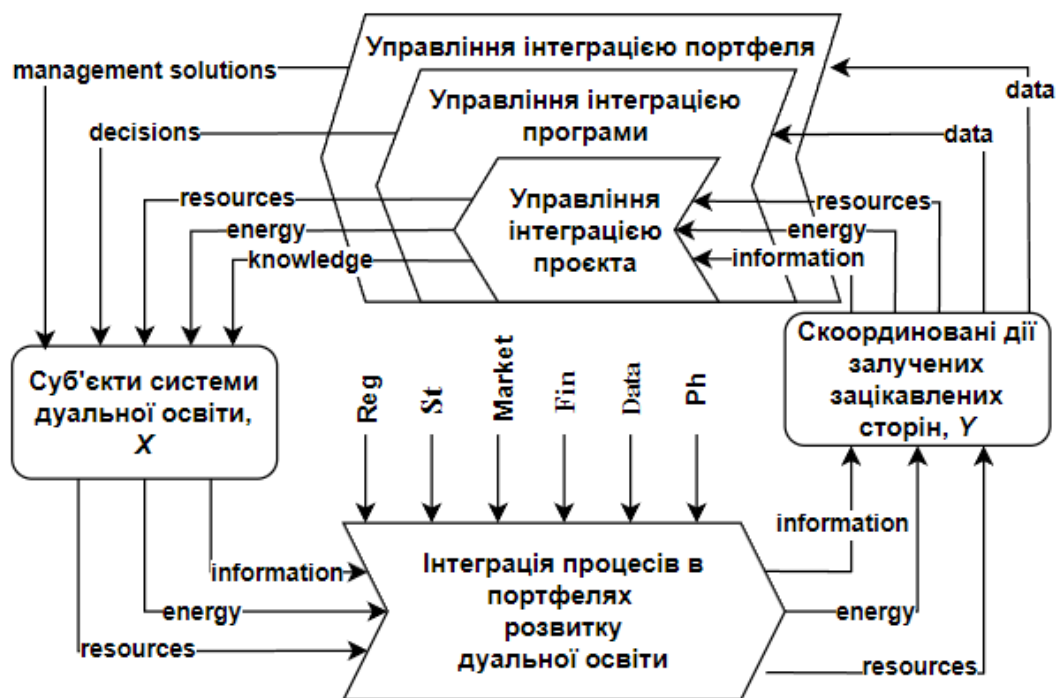 Управління інтеграцією портфеля
management solutions
data
Управління інтеграцією
програми
decisions
data
resources
Управління
інтеграцією
проєкта
resources
energy
energy
knowledge
information
Суб'єкти системи
дуальної освіти,
X
Reg
St
Market
Fin
Data
Ph
Скоординовані дії
залучених
зацікавлених
сторін, Y
information
energy
resources
Інтеграція процесів в
портфелях
розвитку
дуальної освіти
information
energy
resources